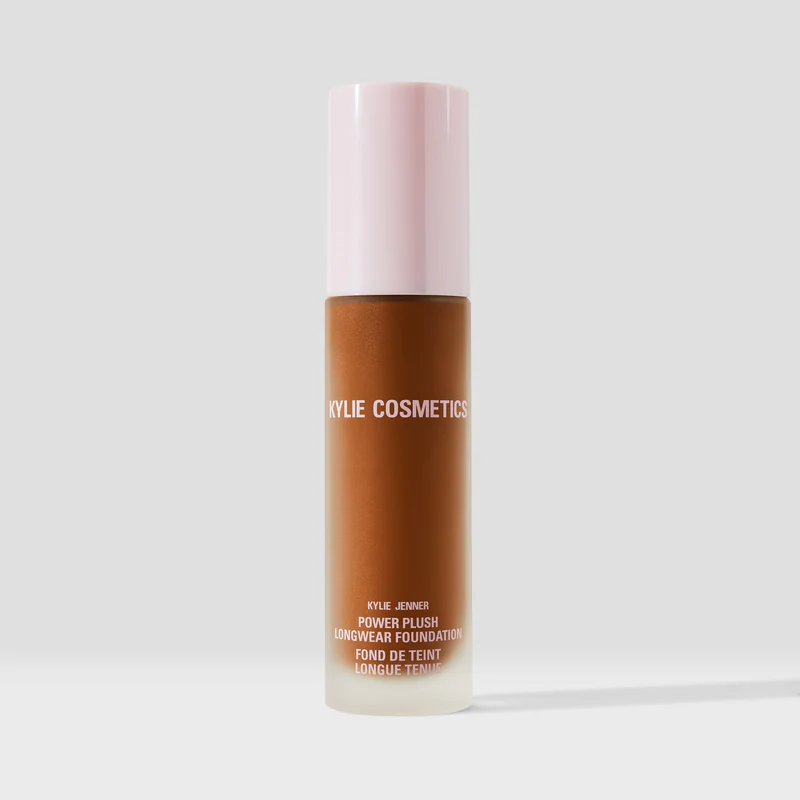 KYLIE COSMETICS
KYLIE JENNER
POWER PLUSH
LONGWEAR FOUNDATION
FOND DE TEINT
LONGUE TENUE